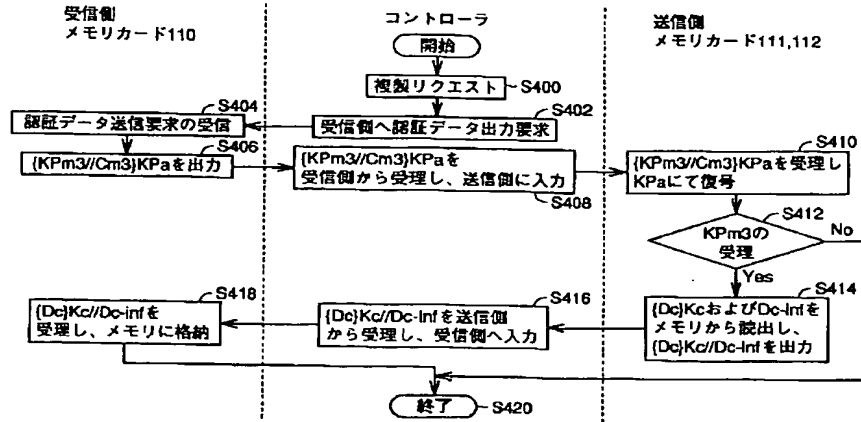 受信側
メモリカード110
コントローラ
送信側
メモリカード111,112
開始
複製リクエスト
S400
S402
受信側へ認証データ出力要求
S404
認証データ送信要求の受信
S406
{KPm3//Cm3}KPaを出力
{KPm3//Cm3}KPaを
受信側から受理し、送信側に入力
S408
S410
{KPm3//Cm3}KPaを受理し
KPaにて復号
S412
KPm3の
受理
No
Yes
S414
{Dc}KcおよびDc-Infを
メモリから読出し、
{Dc}Kc//Dc-Infを出力
S416
{Dc}Kc//Dc-Infを送信側
から受理し、受信側へ入力
S418
{Dc}Kc//Dc-infを
受理し、メモリに格納
終了
S420